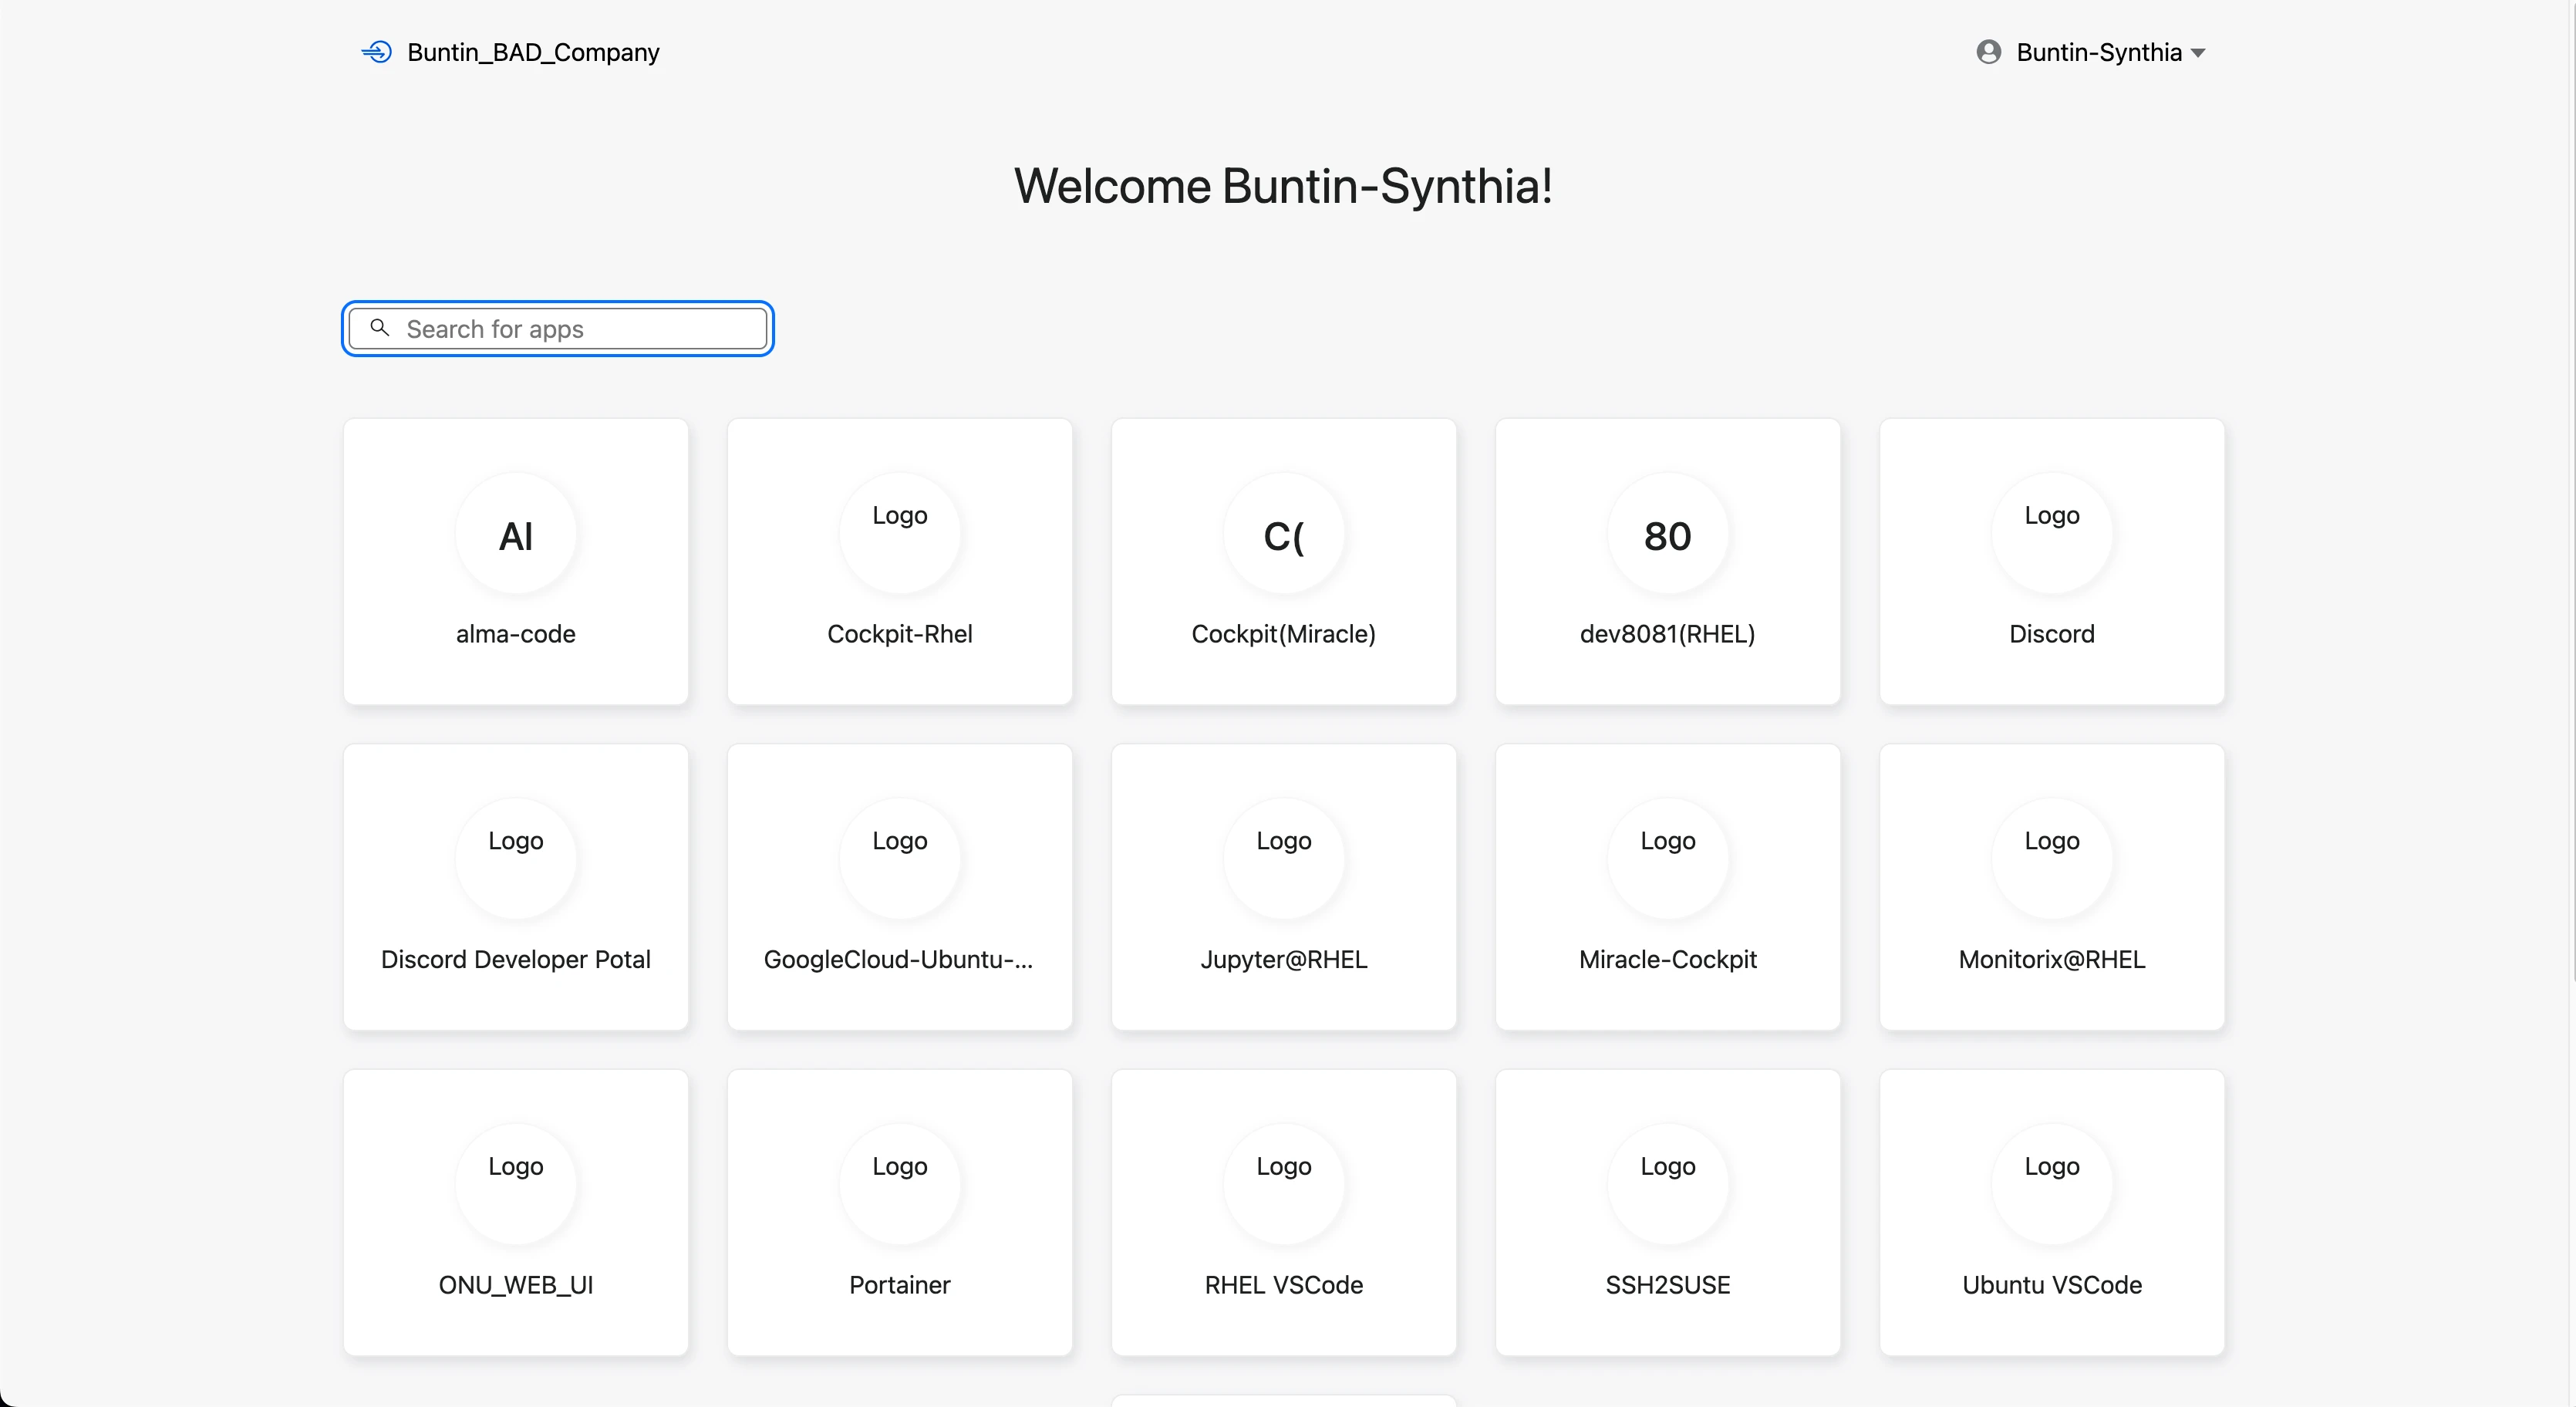 Buntin_BAD_Company
Buntin-Synthia
Welcome Buntin-Synthia!
Search for apps
Al
alma-code
Logo
Cockpit-Rhel
C(
Cockpit(Miracle)
80
dev8081(RHEL)
Logo
Discord
Logo
Discord Developer Potal
Logo
GoogleCloud-Ubuntu-...
Logo
Jupyter@RHEL
Logo
Miracle-Cockpit
Logo
Monitorix@RHEL
Logo
ONU_WEB_UI
Logo
Portainer
Logo
RHEL VSCode
Logo
SSH2SUSE
Logo
Ubuntu VSCode